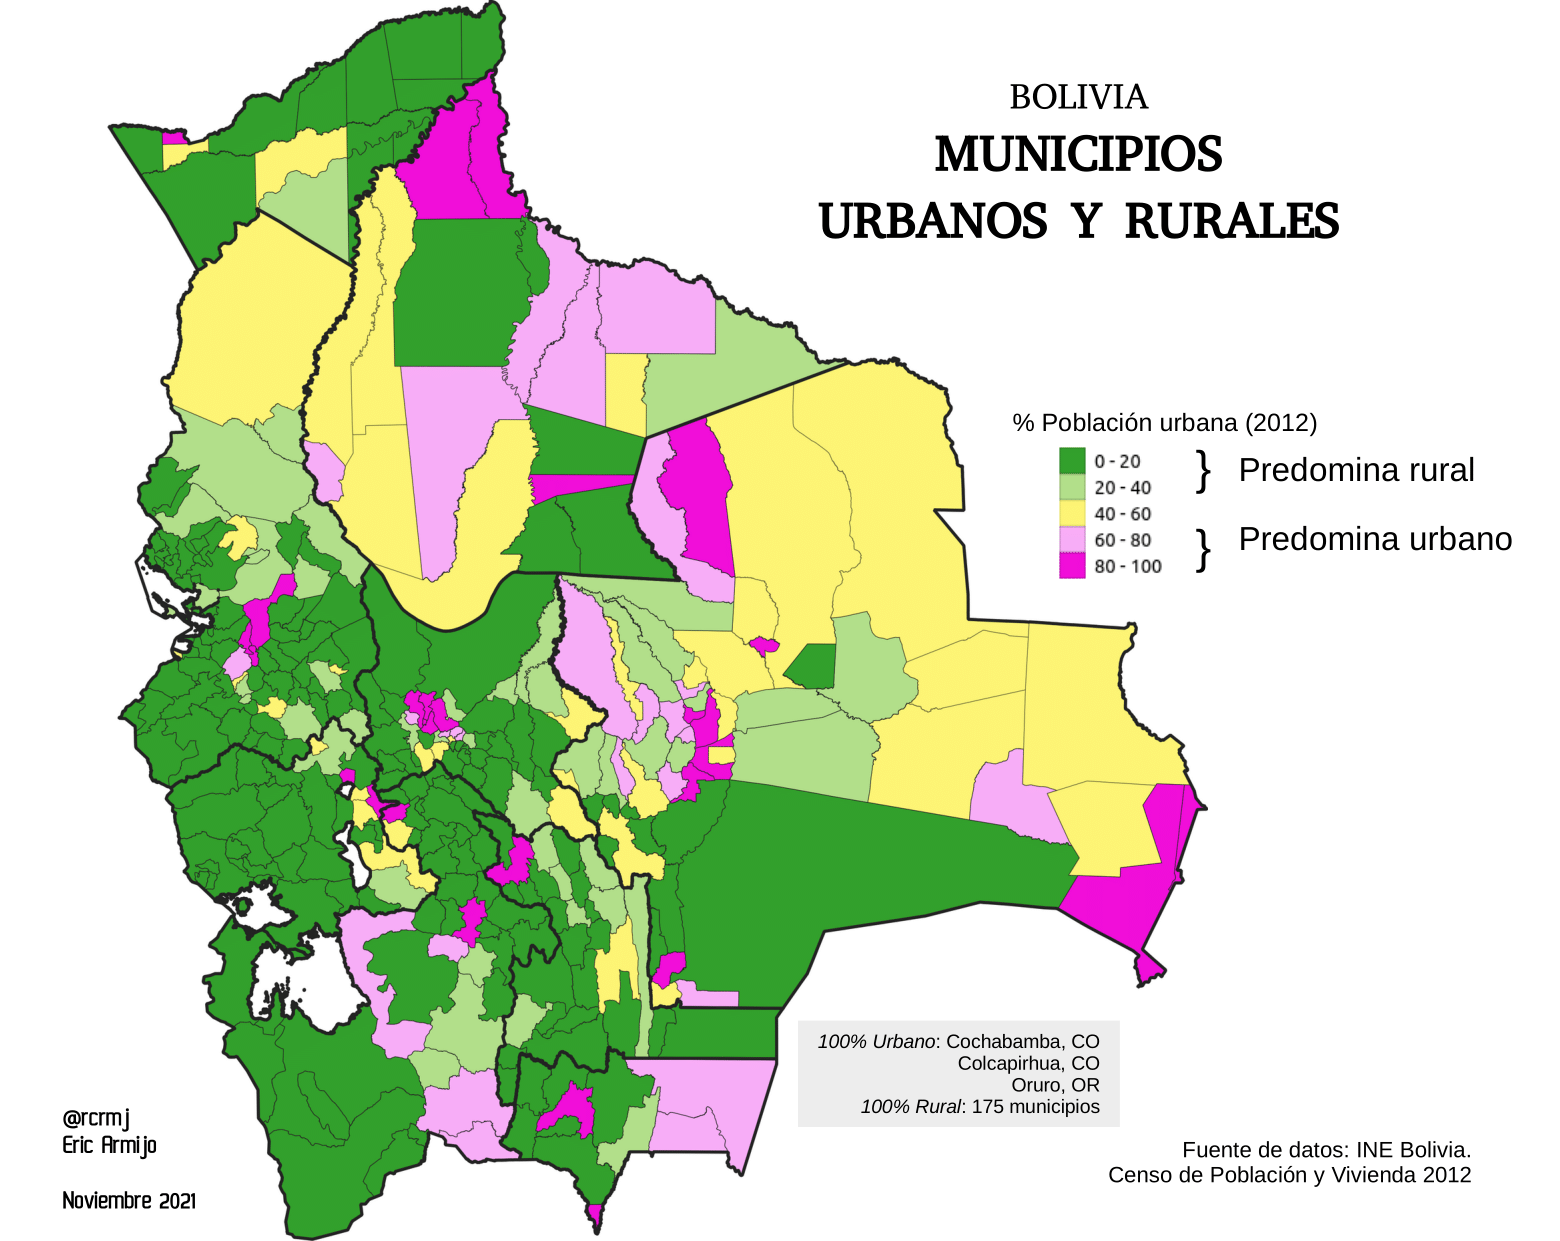 BOLIVIA
MUNICIPIOS
URBANOS Y RURALES
% Población urbana (2012)
0 - 20
20 - 40
40 - 60
60 - 80
80 - 100
} Predomina rural
} Predomina urbano
100% Urbano: Cochabamba, CO
Colcapirhua, CO
Oruro, OR
100% Rural: 175 municipios
@rcrmj
Eric Armijo
Noviembre 2021
Fuente de datos: INE Bolivia.
Censo de Población y Vivienda 2012